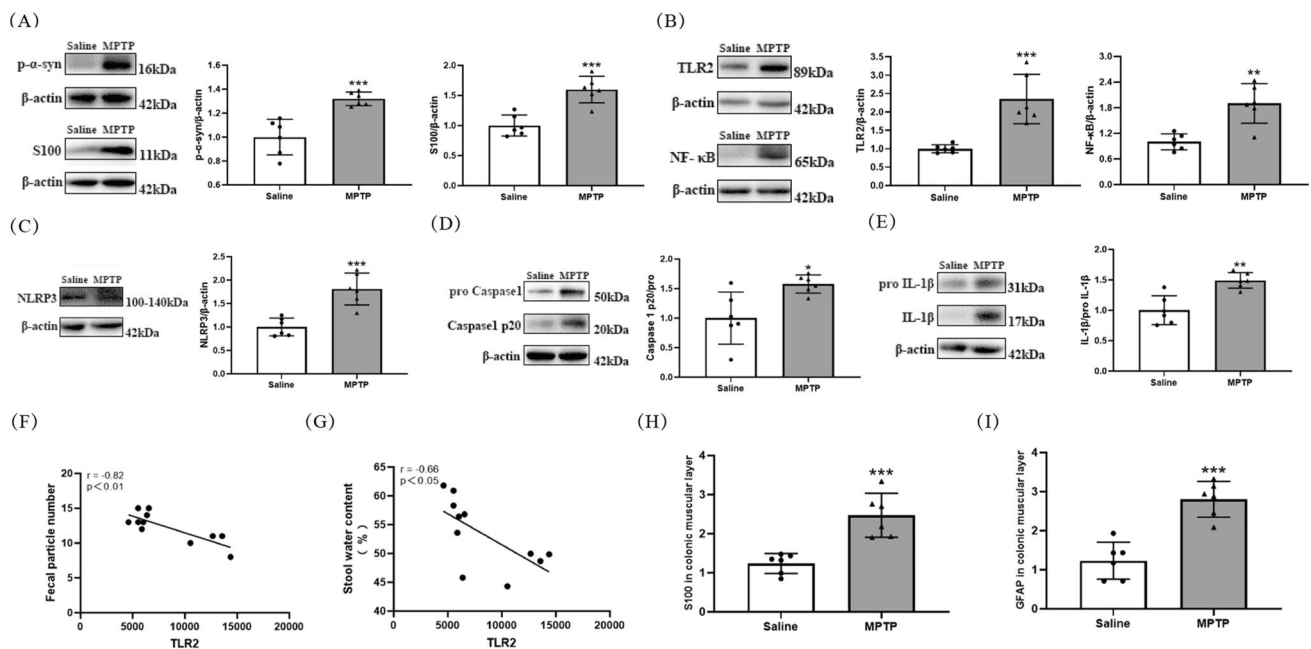 (A)
Saline MPTP
p-α-syn 16kDa
β-actin 42kDa
S100 11kDa
β-actin 42kDa
p-α-syn/β-actin
1.6
1.4
1.2
1.0
0.8
0.6
***
Saline MPTP
S100/β-actin
2.0
1.5
1.0
0.5
0.0
***
Saline MPTP
(B)
Saline MPTP
TLR2 89kDa
β-actin 42kDa
NF- κB 65kDa
β-actin 42kDa
TLR2/β-actin
3.5
3.0
2.5
2.0
1.5
1.0
0.5
0.0
***
Saline MPTP
NF-κB/β-actin
3.0
2.4
1.8
1.2
0.6
0.0
**
Saline MPTP
(C)
Saline MPTP
NLRP3 100-140kDa
β-actin 42kDa
NLRP3/β-actin
2.5
2.0
1.5
1.0
0.5
0.0
***
Saline MPTP
(D)
Saline MPTP
pro Caspase1 50kDa
Caspase1 p20 20kDa
β-actin 42kDa
Caspase 1 p20/pro
2.0
1.5
1.0
0.5
0.0
*
Saline MPTP
(E)
Saline MPTP
pro IL-1β 31kDa
IL-1β 17kDa
β-actin 42kDa
IL-1β/pro IL-1β
2.0
1.5
1.0
0.5
0.0
**
Saline MPTP
(F)
r = -0.82
p＜0.01
Fecal particle number
20
15
10
5
0
0 5000 10000 15000 20000
TLR2
(G)
r = -0.66
p＜0.05
Stool water content
（%）
65
60
55
50
45
40
0 5000 10000 15000 20000
TLR2
(H)
S100 in colonic muscular layer
4
3
2
1
0
***
Saline MPTP
(I)
GFAP in colonic muscular layer
4
3
2
1
0
***
Saline MPTP